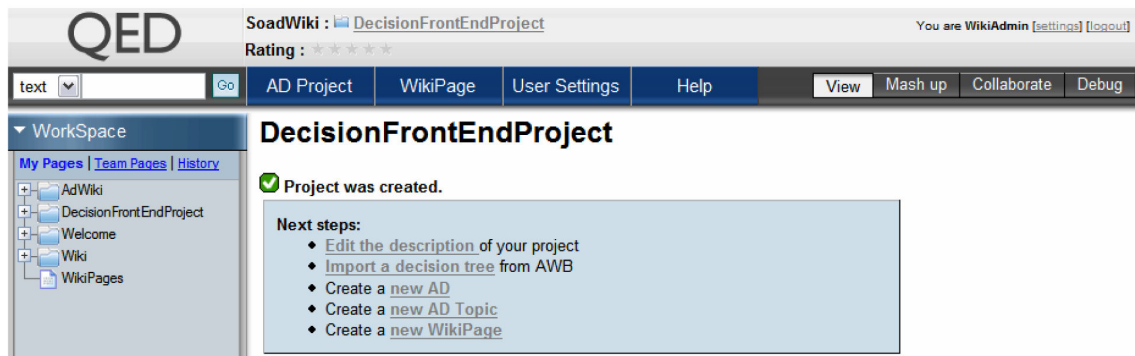 QED
SoadWiki : DecisionFrontEndProject
You are WikiAdmin [settings] [logout]
Rating :
text Go
AD Project WikiPage User Settings Help
View Mash up Collaborate Debug
WorkSpace
My Pages | Team Pages | History
AdWiki
DecisionFrontEndProject
Welcome
Wiki
WikiPages
DecisionFrontEndProject
Project was created.
Next steps:
Edit the description of your project
Import a decision tree from AWB
Create a new AD
Create a new AD Topic
Create a new WikiPage